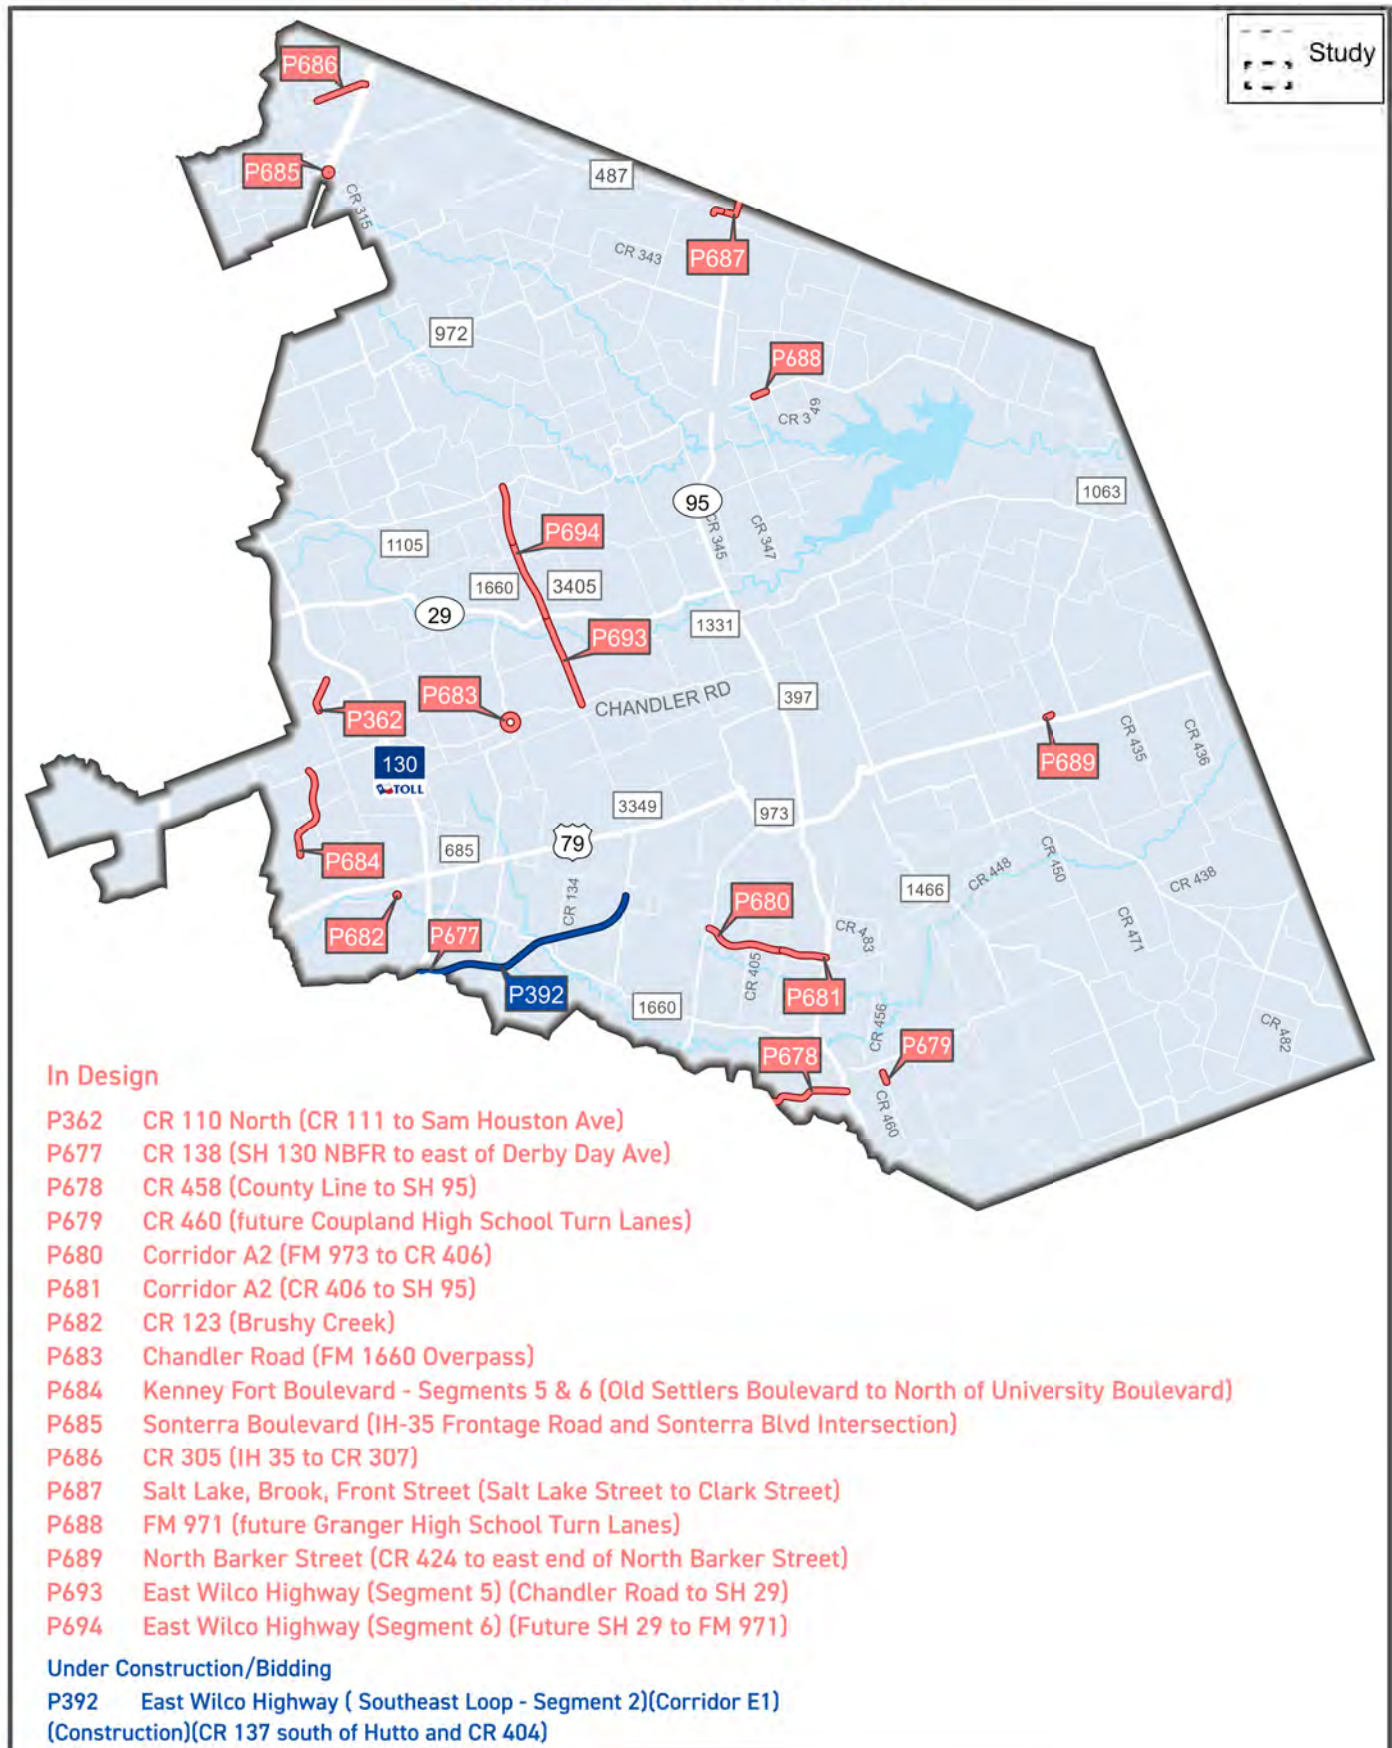 Study
P686
P685
CR 315
487
P687
CR 343
972
P688
CR 349
95
1063
P694
CR 345
CR 347
1105
1660
3405
29
1331
P693
P683
CHANDLER RD
397
P362
P689
CR 435
CR 436
130
TOLL
3349
973
79
685
P684
CR 134
CR 448
CR 450
CR 438
1466
P680
CR 483
CR 471
P682
P677
CR 405
P681
P392
1660
CR 456
CR 482
P678
P679
CR 460
In Design
P362 CR 110 North (CR 111 to Sam Houston Ave)
P677 CR 138 (SH 130 NBFR to east of Derby Day Ave)
P678 CR 458 (County Line to SH 95)
P679 CR 460 (future Coupland High School Turn Lanes)
P680 Corridor A2 (FM 973 to CR 406)
P681 Corridor A2 (CR 406 to SH 95)
P682 CR 123 (Brushy Creek)
P683 Chandler Road (FM 1660 Overpass)
P684 Kenney Fort Boulevard - Segments 5 & 6 (Old Settlers Boulevard to North of University Boulevard)
P685 Sonterra Boulevard (IH-35 Frontage Road and Sonterra Blvd Intersection)
P686 CR 305 (IH 35 to CR 307)
P687 Salt Lake, Brook, Front Street (Salt Lake Street to Clark Street)
P688 FM 971 (future Granger High School Turn Lanes)
P689 North Barker Street (CR 424 to east end of North Barker Street)
P693 East Wilco Highway (Segment 5) (Chandler Road to SH 29)
P694 East Wilco Highway (Segment 6) (Future SH 29 to FM 971)
Under Construction/Bidding
P392 East Wilco Highway ( Southeast Loop - Segment 2)(Corridor E1)
(Construction)(CR 137 south of Hutto and CR 404)